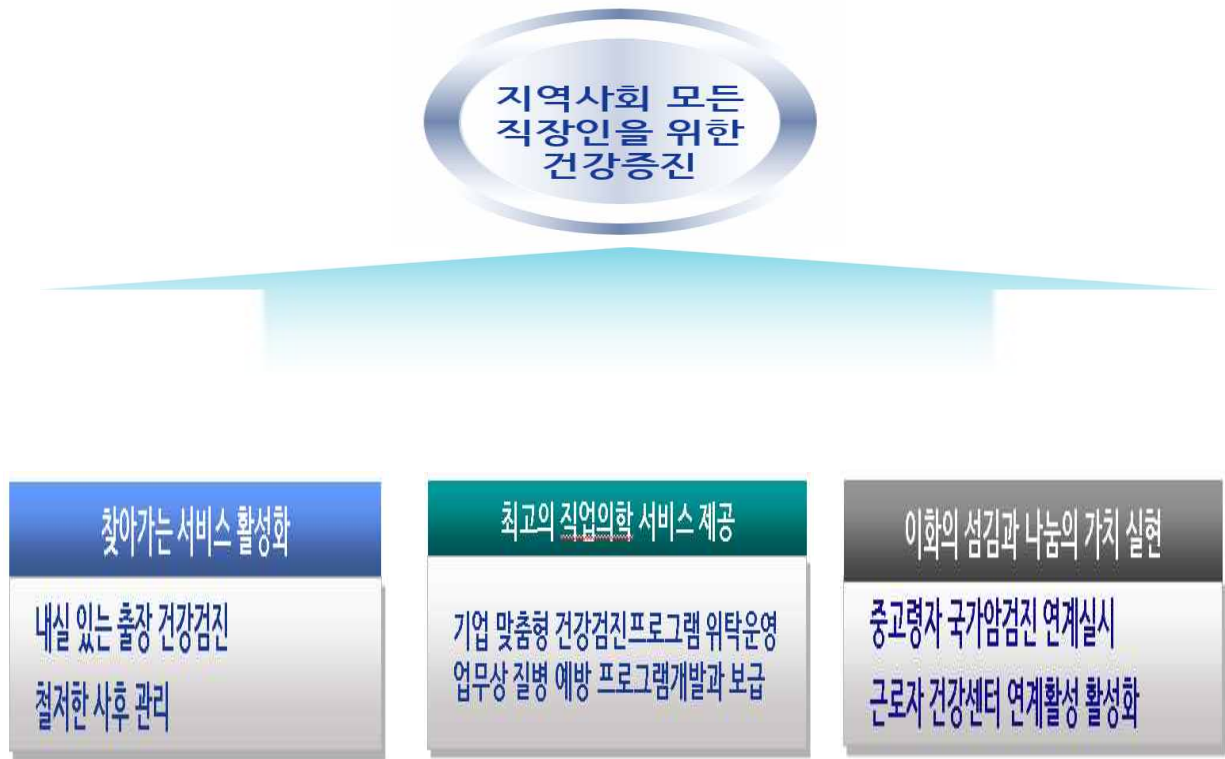 지역사회 모든
직장인을 위한
건강증진
찾아가는 서비스 활성화
내실 있는 출장 건강검진
철저한 사후 관리
최고의 직업의학 서비스 제공
기업 맞춤형 건강검진프로그램 위탁운영
업무상 질병 예방 프로그램개발과 보급
이화의 섬김과 나눔의 가치 실현
중고령자 국가암검진 연계실시
근로자 건강센터 연계활성 활성화